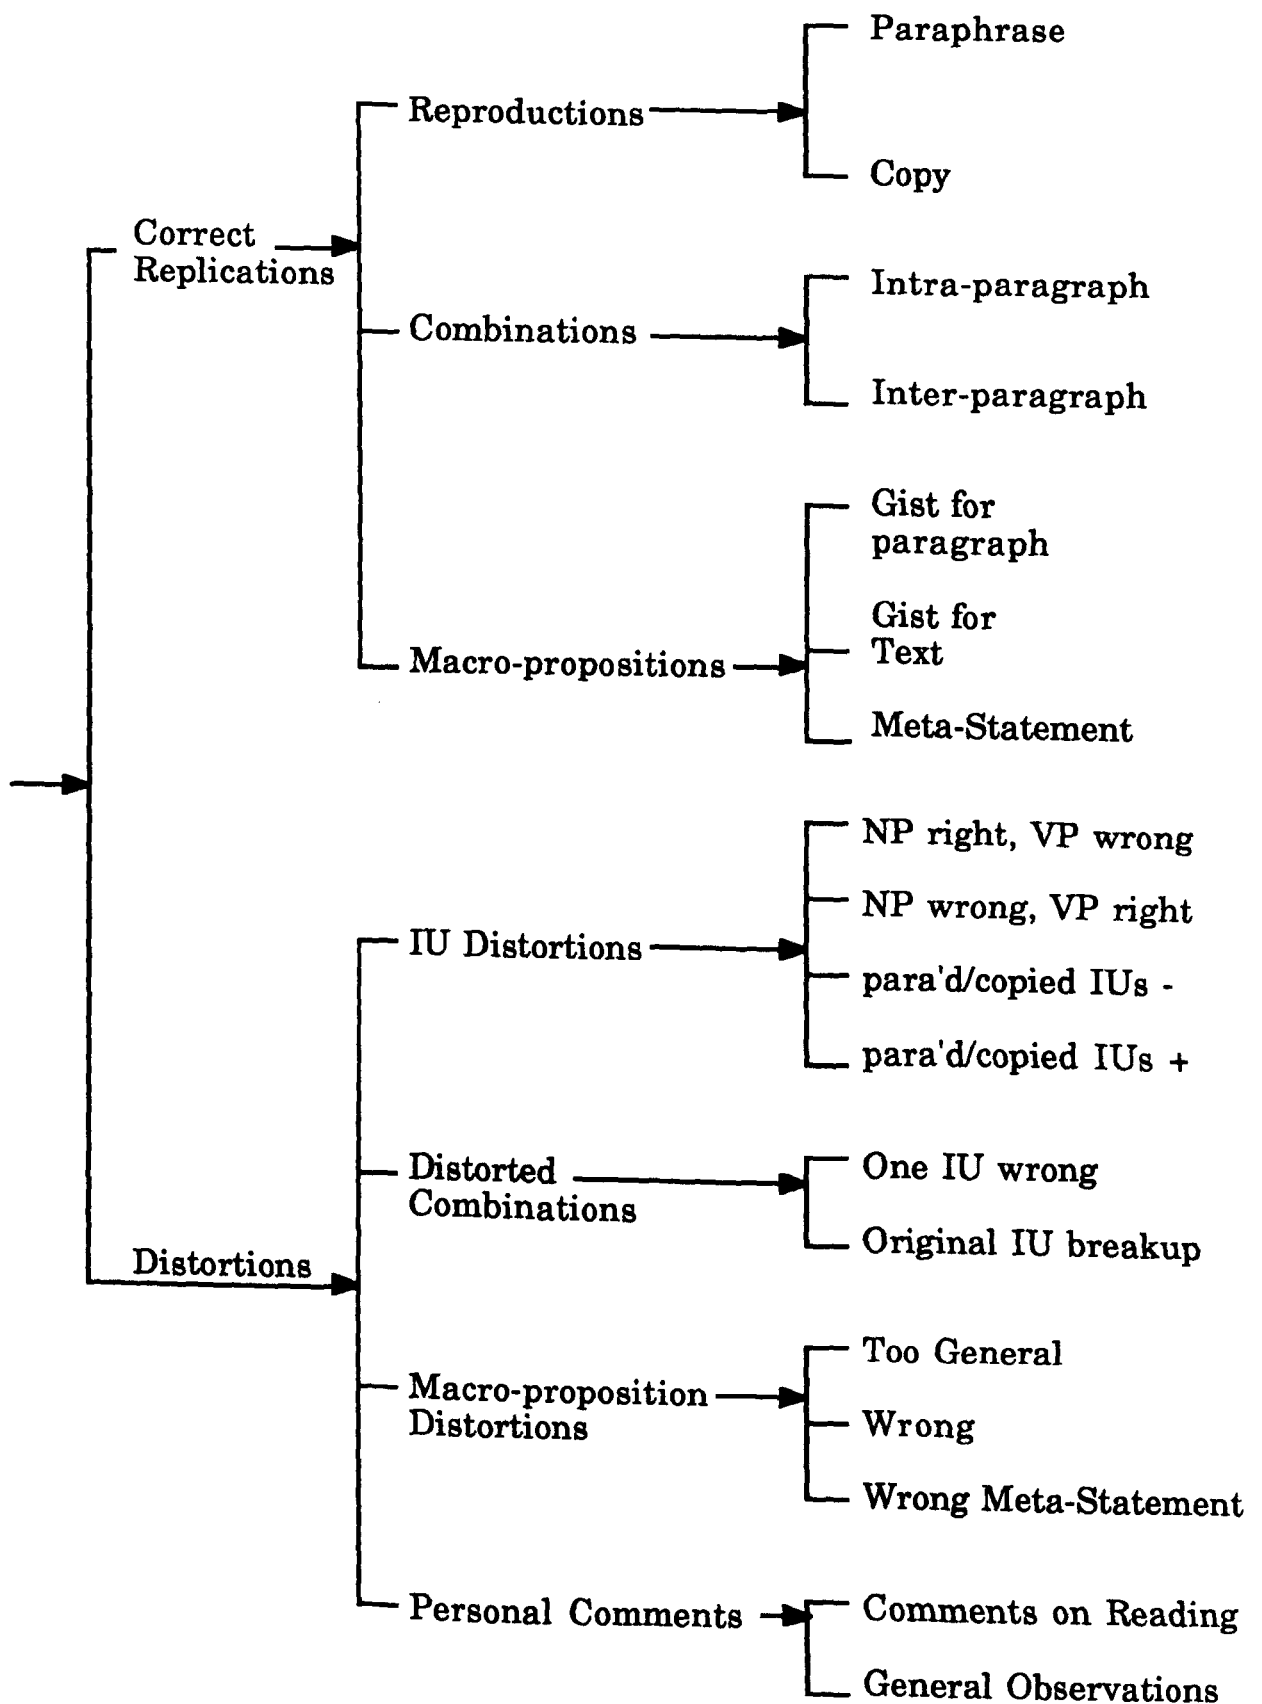 Paraphrase
Reproductions
Copy
Correct
Replications
Intra-paragraph
Combinations
Inter-paragraph
Gist for
paragraph
Gist for
Text
Macro-propositions
Meta-Statement
NP right, VP wrong
NP wrong, VP right
IU Distortions
para'd/copied IUs -
para'd/copied IUs +
Distorted
Combinations
One IU wrong
Original IU breakup
Distortions
Too General
Macro-proposition
Distortions
Wrong
Wrong Meta-Statement
Personal Comments
Comments on Reading
General Observations